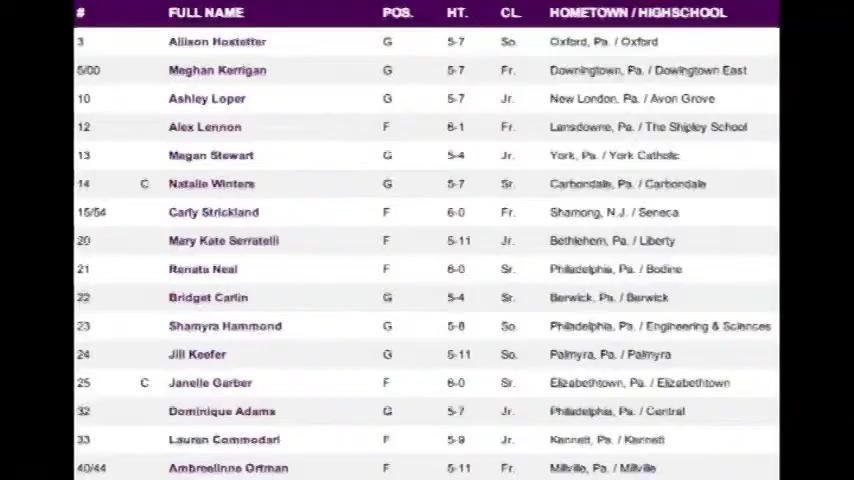 # FULL NAME POS. HT. CL. HOMETOWN / HIGHSCHOOL
3 Allison Hostetter G 5-7 So. Oxford, Pa. / Oxford
5/00 Meghan Kerrigan G 5-7 Fr. Downingtown, Pa. / Dowingtown East
10 Ashley Loper G 5-7 Jr. New London, Pa. / Avon Grove
12 Alex Lennon F 6-1 Fr. Lansdowne, Pa. / The Shipley School
13 Megan Stewart G 5-4 Jr. York, Pa. / York Catholic
14 C Natalie Winters G 5-7 Sr. Carbondale, Pa. / Carbondale
15/54 Carly Strickland F 6-0 Fr. Shamong, N.J. / Seneca
20 Mary Kate Serratelli F 5-11 Jr. Bethlehem, Pa. / Liberty
21 Renata Neal F 6-0 Sr. Philadelphia, Pa. / Bodine
22 Bridget Carlin G 5-4 Sr. Berwick, Pa. / Berwick
23 Shamyra Hammond G 5-8 So. Philadelphia, Pa. / Engineering & Sciences
24 Jill Keefer G 5-11 So. Palmyra, Pa. / Palmyra
25 C Janelle Garber F 6-0 Sr. Elizabethtown, Pa. / Elizabethtown
32 Dominique Adams G 5-7 Jr. Philadelphia, Pa. / Central
33 Lauren Commodari F 5-9 Jr. Kennett, Pa. / Kennett
40/44 Ambreelinne Ortman F 5-11 Fr. Millville, Pa. / Millville